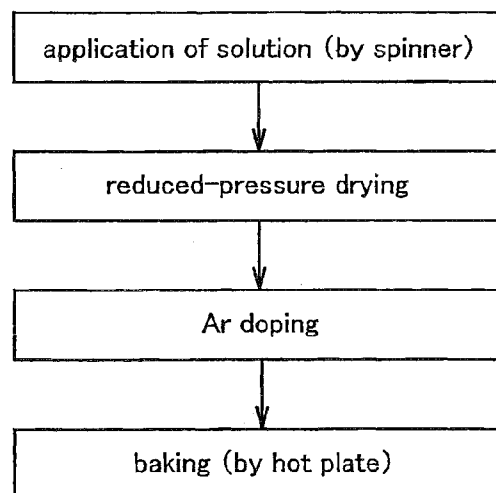 application of solution (by spinner)
reduced-pressure drying
Ar doping
baking (by hot plate)